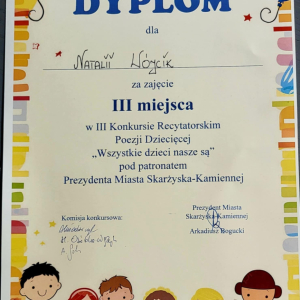 DYPLOM
dla
NATALII WÓJCIK
za zajęcie
III miejsca
w III Konkursie Recytatorskim
Poezji Dziecięcej
„Wszystkie dzieci nasze są”
pod patronatem
Prezydenta Miasta Skarżyska-Kamiennej
Komisja konkursowa:
Prezydent Miasta
Skarżyska-Kamiennej
Arkadiusz Bogucki